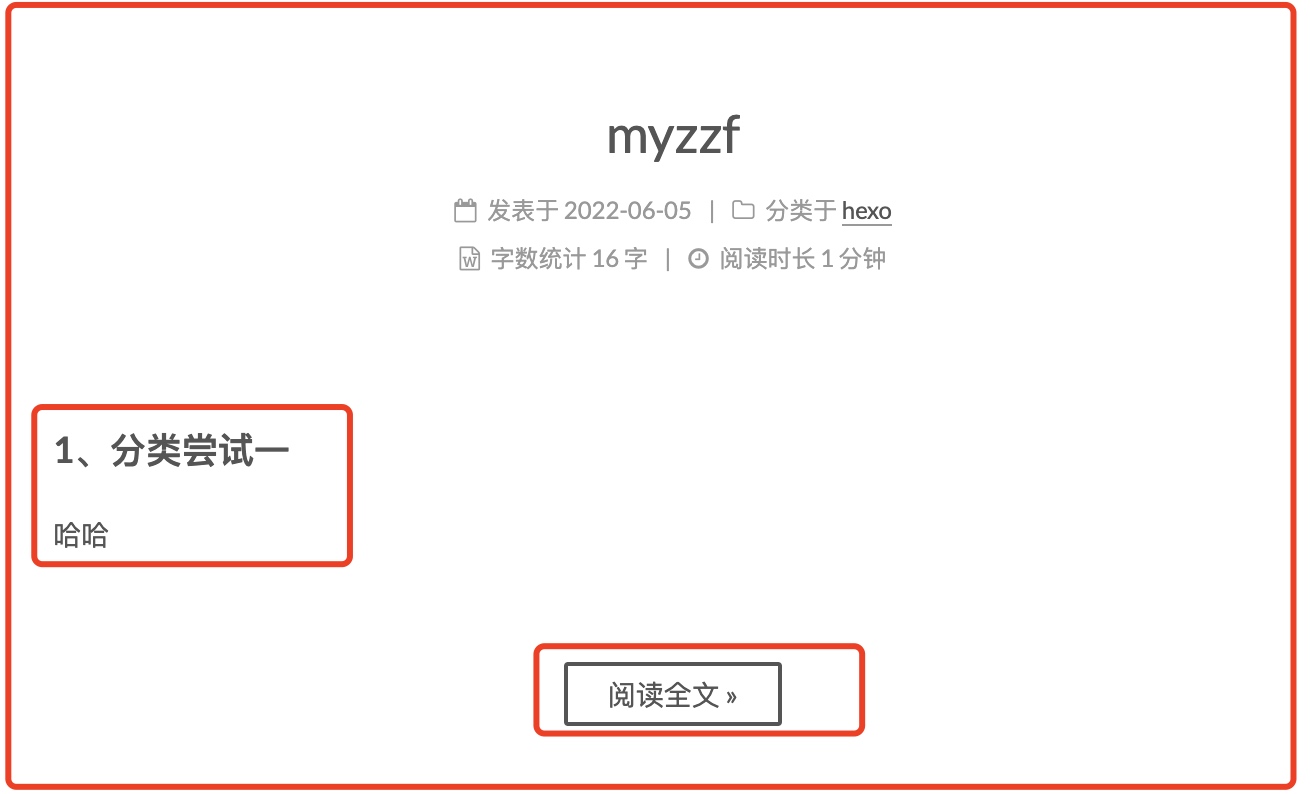 myzzf
发表于 2022-06-05 | 分类于 hexo
字数统计 16 字 | 阅读时长 1 分钟
1、分类尝试一
哈哈
阅读全文 »